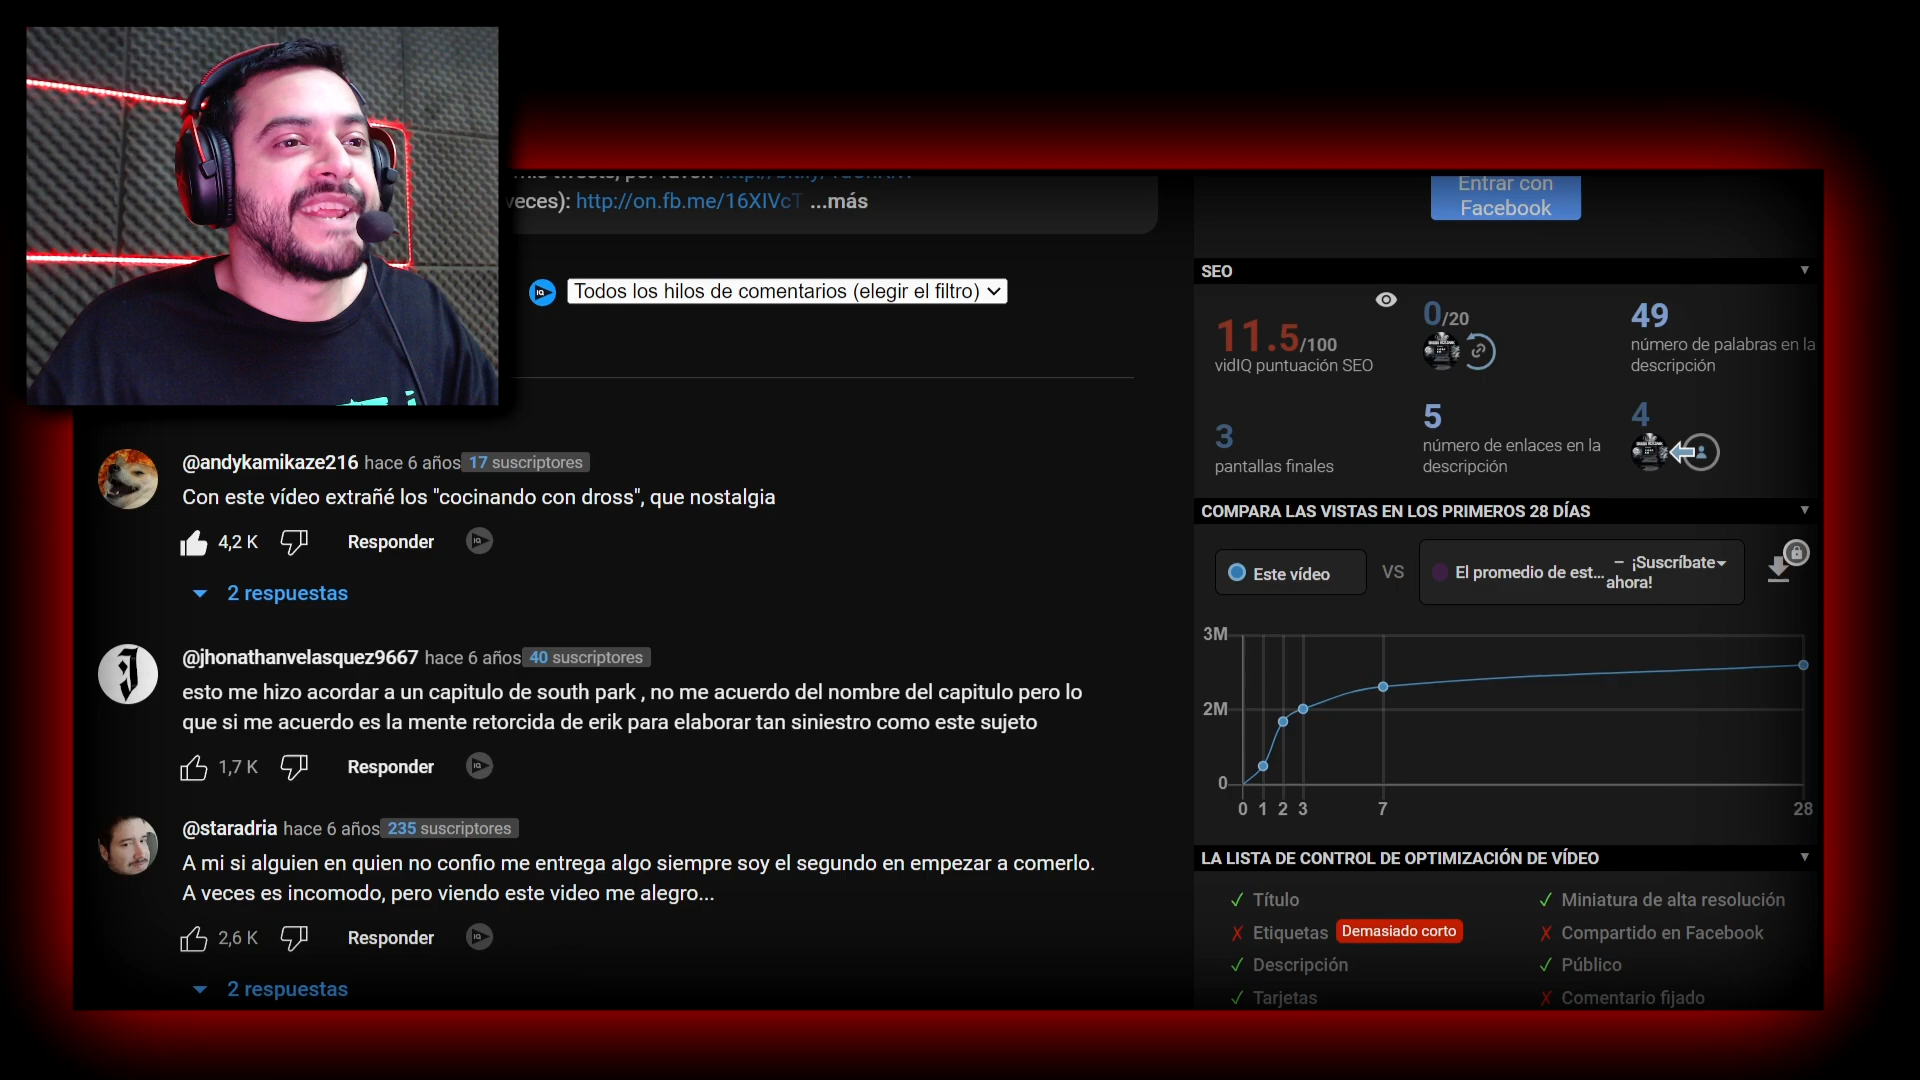 veces): http://on.fb.me/16XIVcT ...más
Todos los hilos de comentarios (elegir el filtro)
@andykamikaze216 hace 6 años 17 suscriptores
Con este vídeo extrañé los "cocinando con dross", que nostalgia
4,2 K Responder
2 respuestas
@jhonathanvelasquez9667 hace 6 años 40 suscriptores
esto me hizo acordar a un capitulo de south park , no me acuerdo del nombre del capitulo pero lo
que si me acuerdo es la mente retorcida de erik para elaborar tan siniestro como este sujeto
1,7 K Responder
@staradria hace 6 años 235 suscriptores
A mi si alguien en quien no confio me entrega algo siempre soy el segundo en empezar a comerlo.
A veces es incomodo, pero viendo este video me alegro...
2,6 K Responder
2 respuestas
Entrar con
Facebook
SEO
11.5/100
vidIQ puntuación SEO
0/20
49
número de palabras en la
descripción
3
pantallas finales
5
número de enlaces en la
descripción
4
COMPARA LAS VISTAS EN LOS PRIMEROS 28 DÍAS
Este vídeo
VS
El promedio de est... – ¡Suscríbate
ahora!
3M
2M
0
0 1 2 3 7 28
LA LISTA DE CONTROL DE OPTIMIZACIÓN DE VÍDEO
Título
Miniatura de alta resolución
Etiquetas Demasiado corto
Compartido en Facebook
Descripción
Público
Tarjetas
Comentario fijado